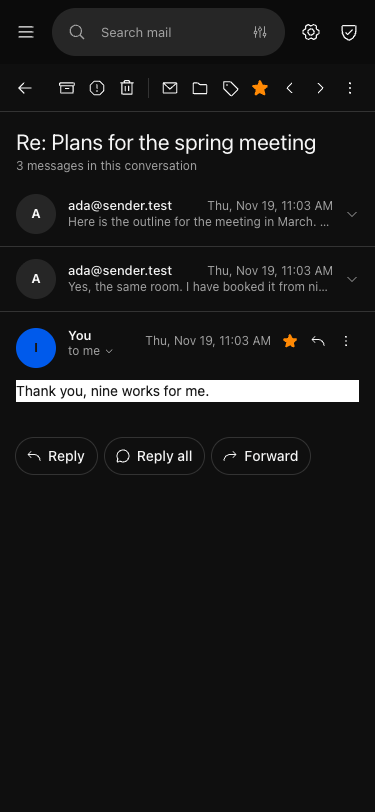 Search mail
Re: Plans for the spring meeting
3 messages in this conversation
A
ada@sender.test
Thu, Nov 19, 11:03 AM
Here is the outline for the meeting in March. ...
A
ada@sender.test
Thu, Nov 19, 11:03 AM
Yes, the same room. I have booked it from ni...
I
You
Thu, Nov 19, 11:03 AM
to me
Thank you, nine works for me.
Reply
Reply all
Forward